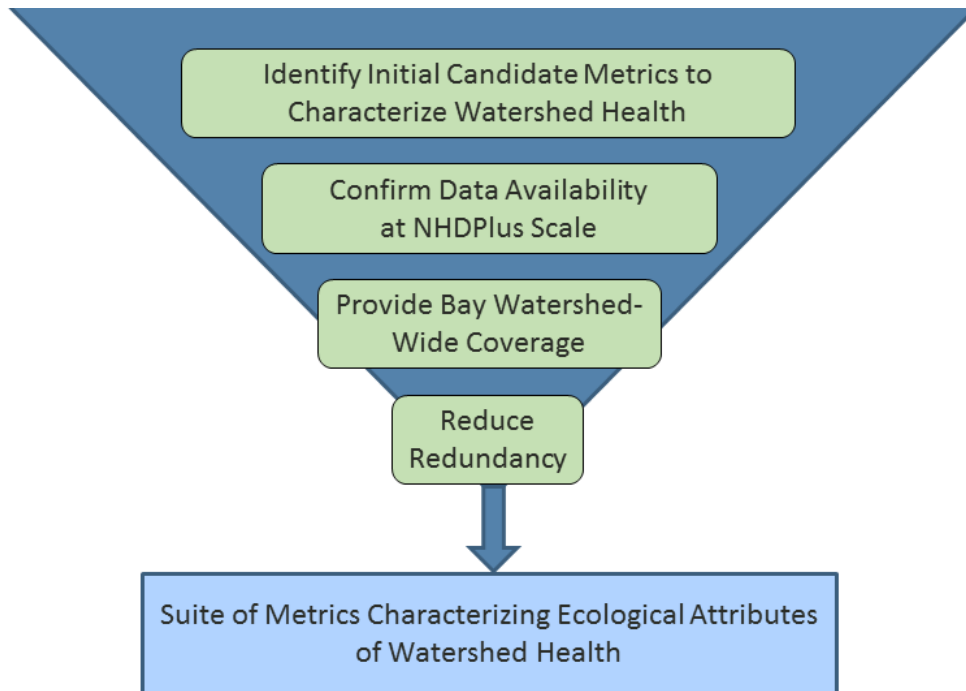 Identify Initial Candidate Metrics to
Characterize Watershed Health
Confirm Data Availability
at NHDPlus Scale
Provide Bay Watershed-
Wide Coverage
Reduce
Redundancy
Suite of Metrics Characterizing Ecological Attributes
of Watershed Health